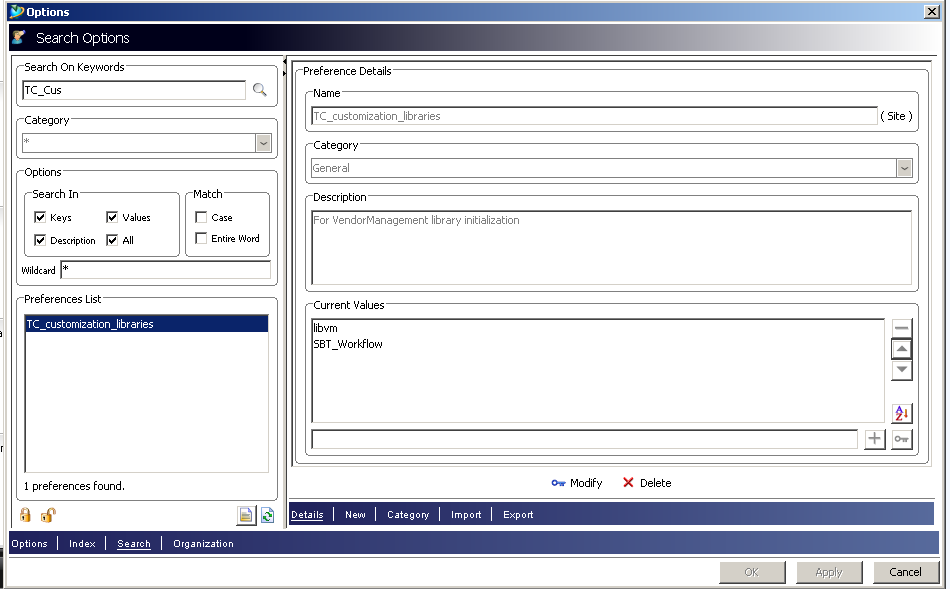 Options
Search Options
Search On Keywords
TC_Cus
Category
*
Options
Search In
Keys
Values
Description
All
Match
Case
Entire Word
Wildcard *
Preferences List
TC_customization_libraries
1 preferences found.
Preference Details
Name
TC_customization_libraries ( Site )
Category
General
Description
For VendorManagement library initialization
Current Values
libvm
SBT_Workflow
Modify Delete
Details New Category Import Export
Options Index Search Organization
OK Apply Cancel